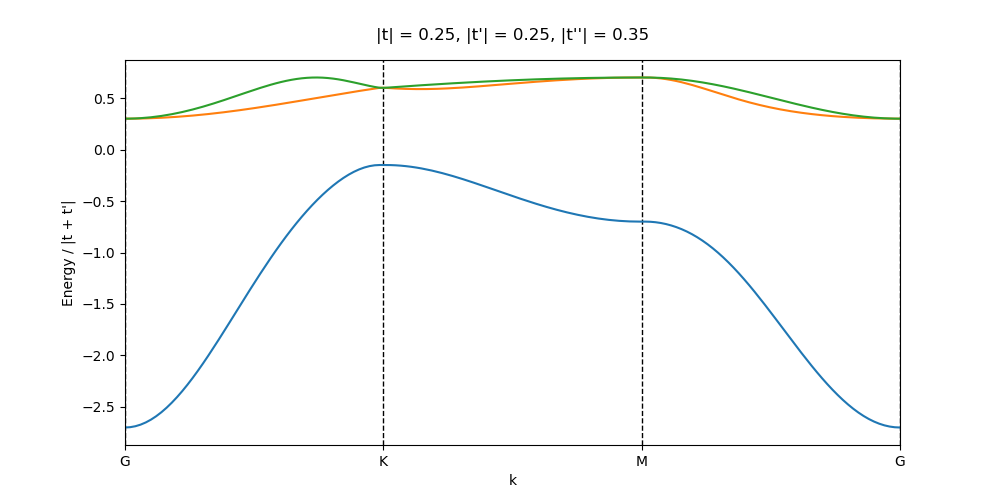 |t| = 0.25, |t'| = 0.25, |t''| = 0.35
Energy / |t + t'|
0.5
0.0
−0.5
−1.0
−1.5
−2.0
−2.5
G K M G
k